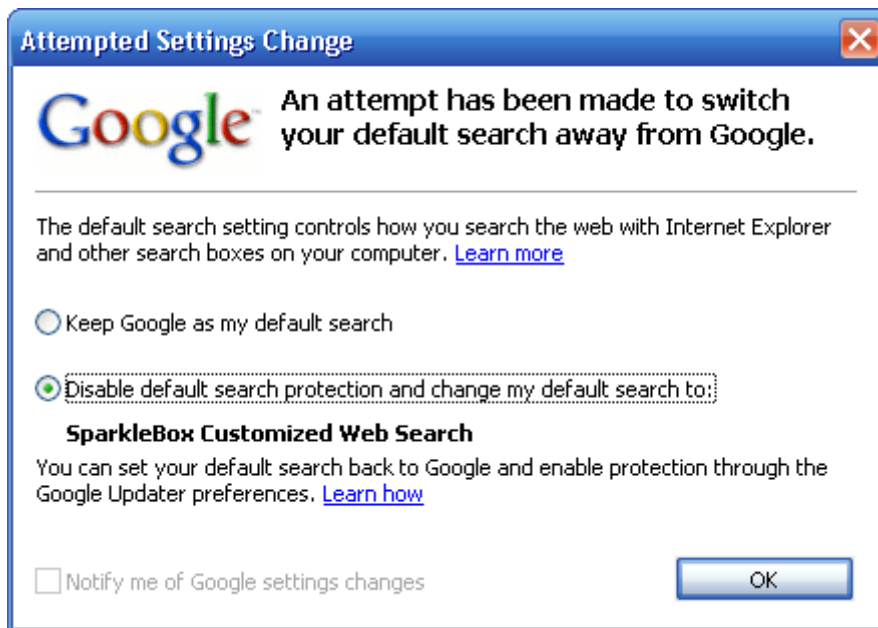 Attempted Settings Change
Google™
An attempt has been made to switch
your default search away from Google.
The default search setting controls how you search the web with Internet Explorer
and other search boxes on your computer. Learn more
Keep Google as my default search
Disable default search protection and change my default search to:
SparkleBox Customized Web Search
You can set your default search back to Google and enable protection through the
Google Updater preferences. Learn how
Notify me of Google settings changes
OK